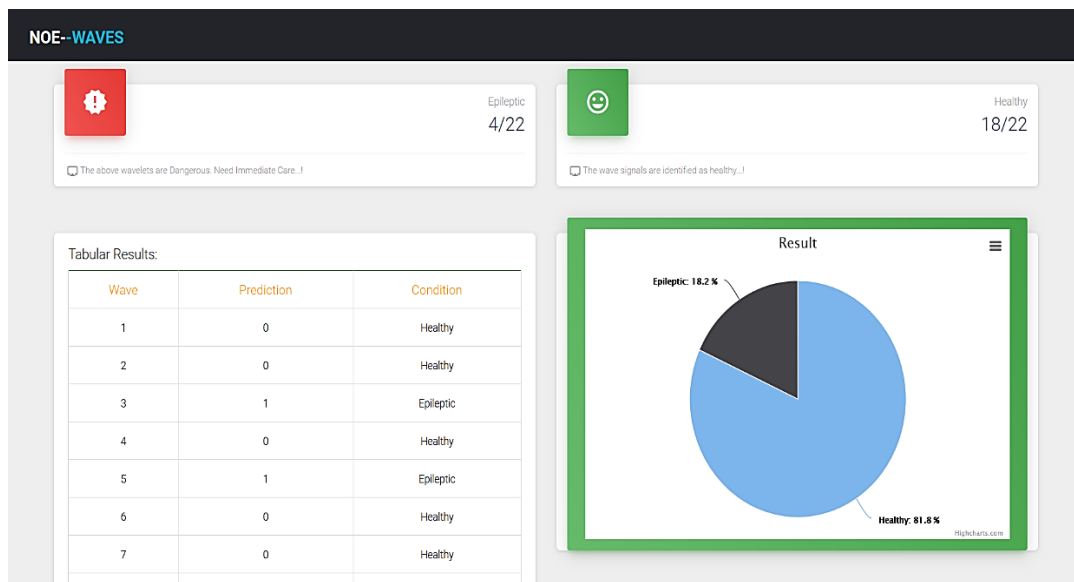 NOE--WAVES
Epileptic
4/22
The above wavelets are Dangerous. Need Immediate Care...!
Healthy
18/22
The wave signals are identified as healthy...!
Tabular Results:
Wave Prediction Condition
1 0 Healthy
2 0 Healthy
3 1 Epileptic
4 0 Healthy
5 1 Epileptic
6 0 Healthy
7 0 Healthy
Result
Epileptic: 18.2 %
Healthy: 81.8 %
Highcharts.com